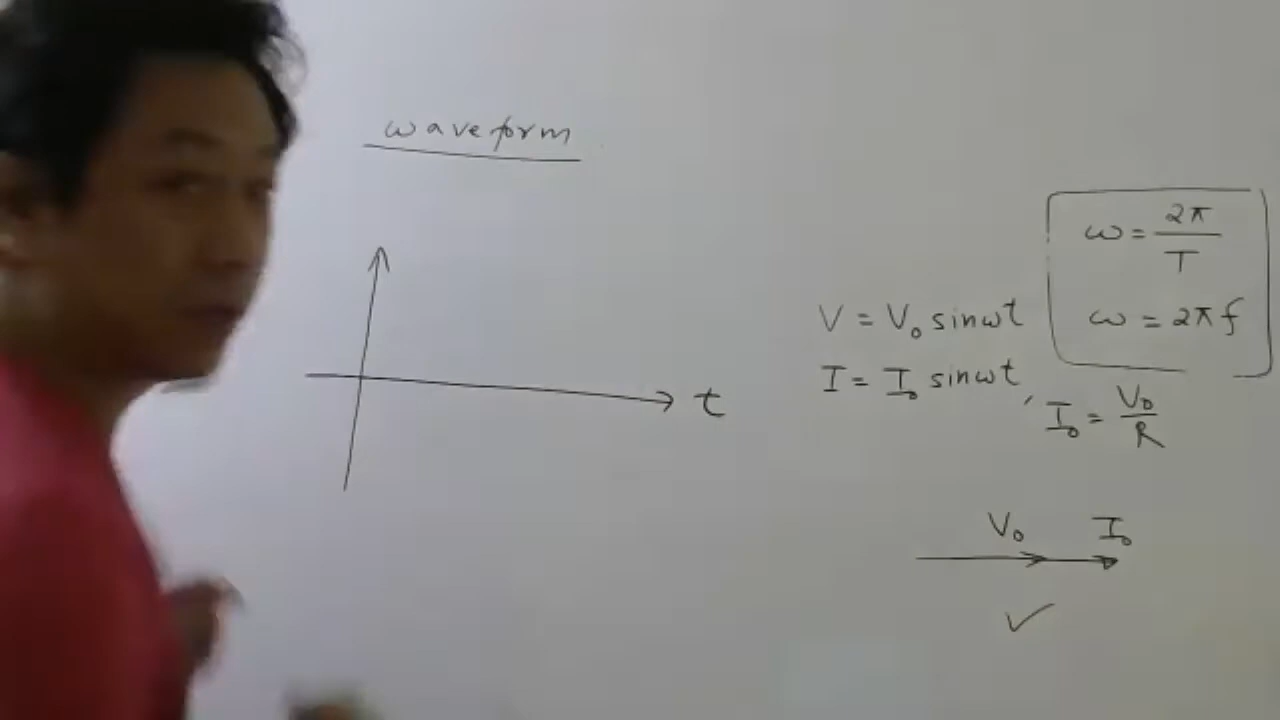 waveform
t
V = V₀ sinωt
I = I₀ sinωt, I₀ = V₀/R
ω = 2π/T
ω = 2πf
V₀ I₀
✓